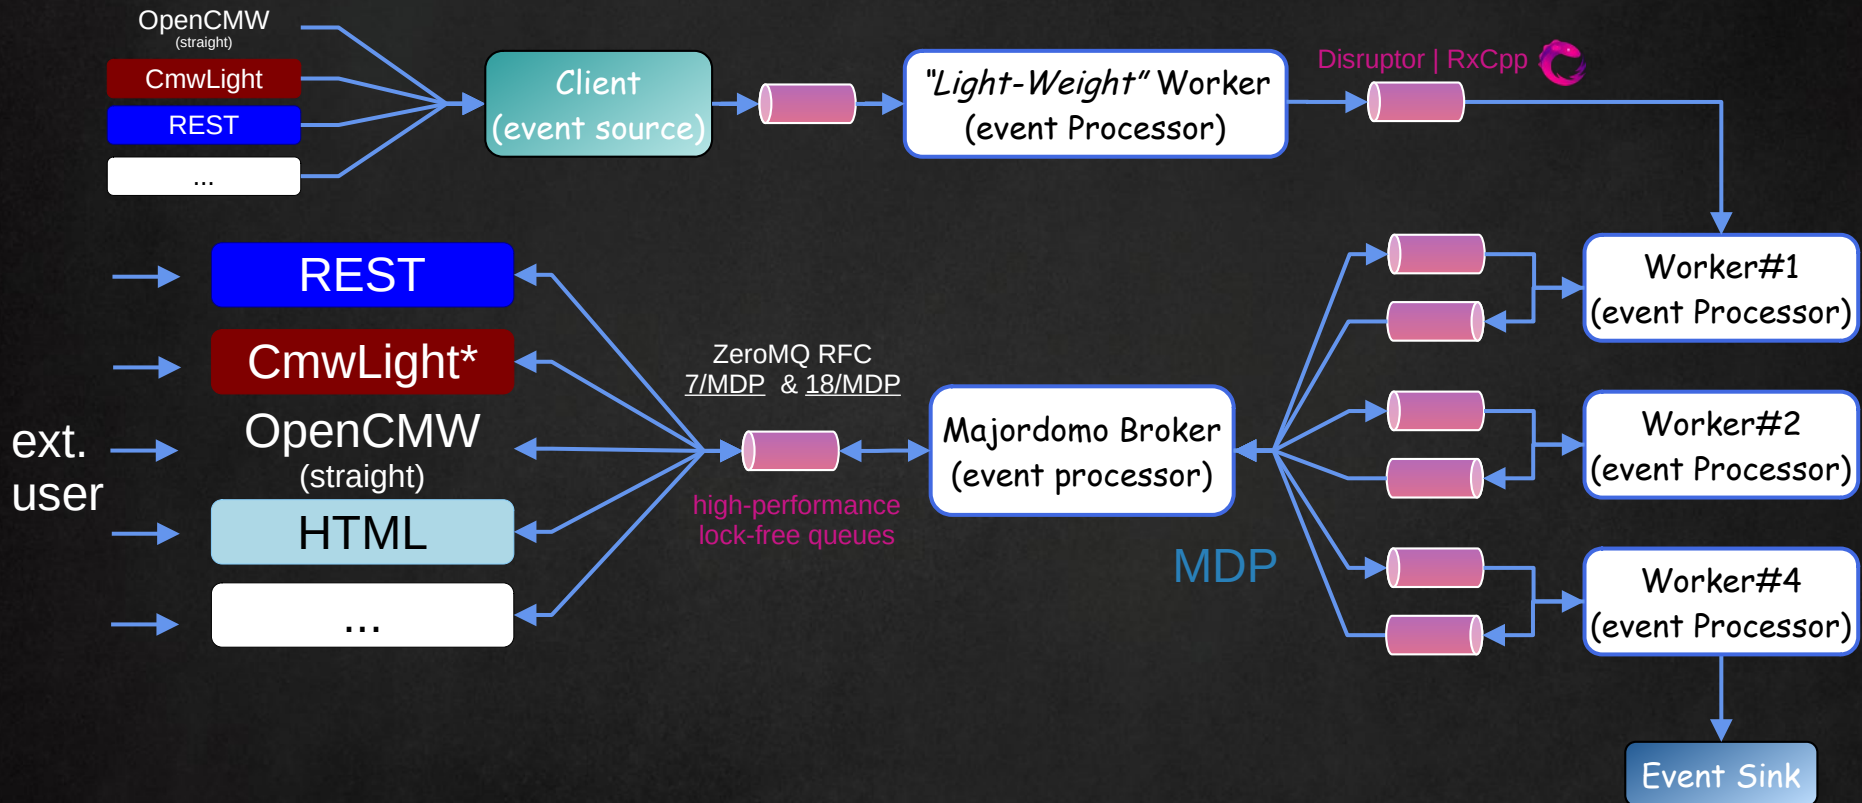 OpenCMW
(straight)
CmwLight
REST
...
Client
(event source)
"Light-Weight" Worker
(event Processor)
Disruptor | RxCpp
ext.
user
REST
CmwLight*
OpenCMW
(straight)
HTML
...
ZeroMQ RFC
7/MDP & 18/MDP
high-performance
lock-free queues
Majordomo Broker
(event processor)
MDP
Worker#1
(event Processor)
Worker#2
(event Processor)
Worker#4
(event Processor)
Event Sink